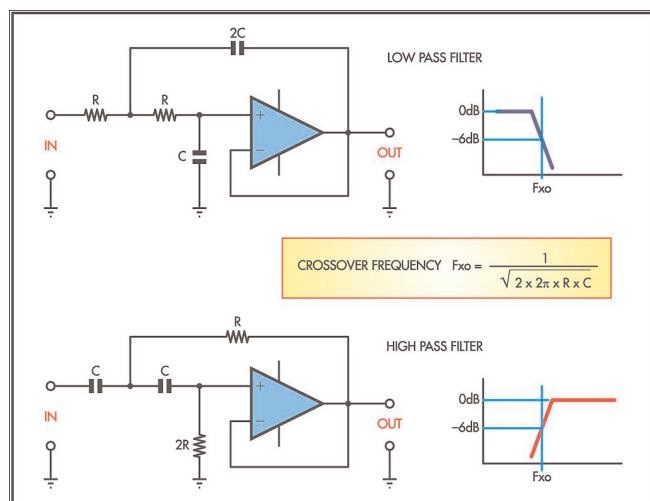 2C
LOW PASS FILTER
R
R
0dB
+
−6dB
IN
−
OUT
C
Fxo
CROSSOVER FREQUENCY Fxo = 1 / √ 2 x 2π x R x C
R
HIGH PASS FILTER
C
C
0dB
+
IN
−
OUT
−6dB
2R
Fxo